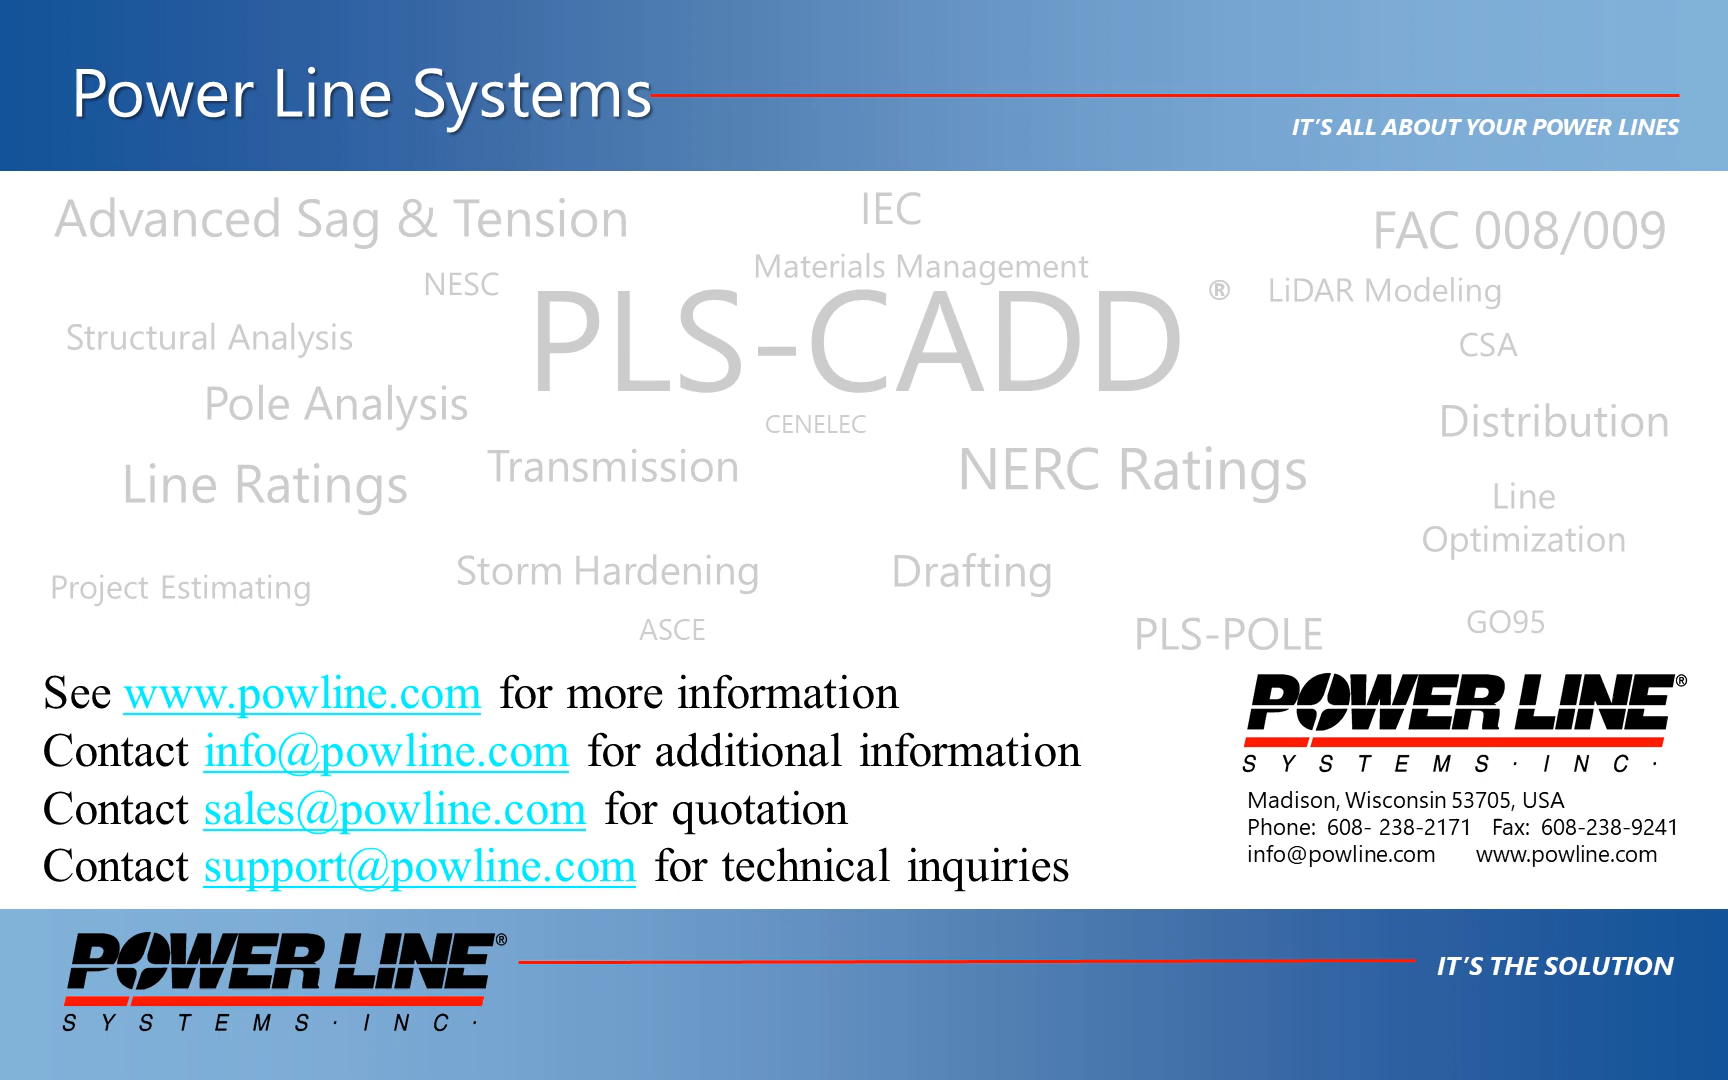 Power Line Systems
IT'S ALL ABOUT YOUR POWER LINES
Advanced Sag & Tension
IEC
FAC 008/009
NESC
Materials Management
LiDAR Modeling
PLS-CADD ®
Structural Analysis
CSA
Pole Analysis
CENELEC
Distribution
Line Ratings
Transmission
NERC Ratings
Line
Optimization
Project Estimating
Storm Hardening
Drafting
ASCE
PLS-POLE
GO95
See www.powline.com for more information
Contact info@powline.com for additional information
Contact sales@powline.com for quotation
Contact support@powline.com for technical inquiries
POWER LINE®
SYSTEMS · INC ·
Madison, Wisconsin 53705, USA
Phone: 608- 238-2171 Fax: 608-238-9241
info@powline.com www.powline.com
POWER LINE®
SYSTEMS · INC ·
IT'S THE SOLUTION